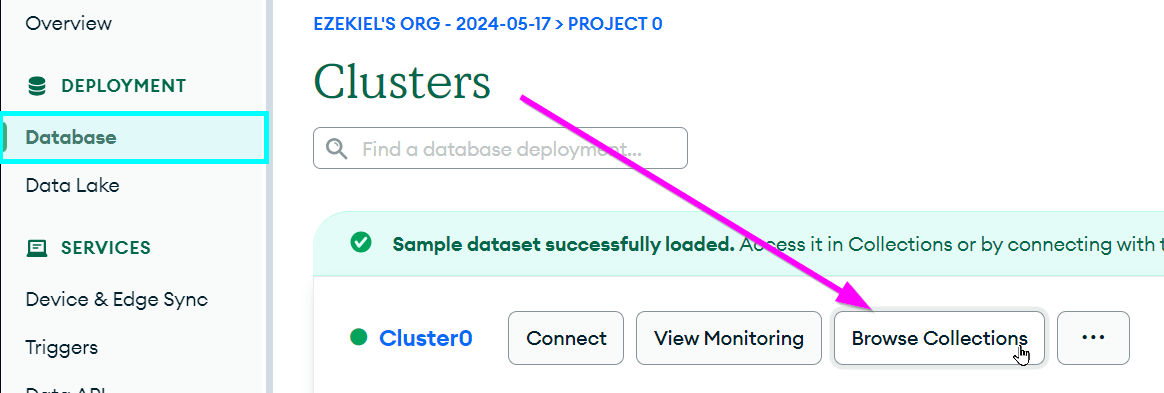 Overview
DEPLOYMENT
Database
Data Lake
SERVICES
Device & Edge Sync
Triggers
Data API
EZEKIEL'S ORG - 2024-05-17 > PROJECT 0
Clusters
Find a database deployment...
Sample dataset successfully loaded. Access it in Collections or by connecting with
Cluster0
Connect
View Monitoring
Browse Collections
...